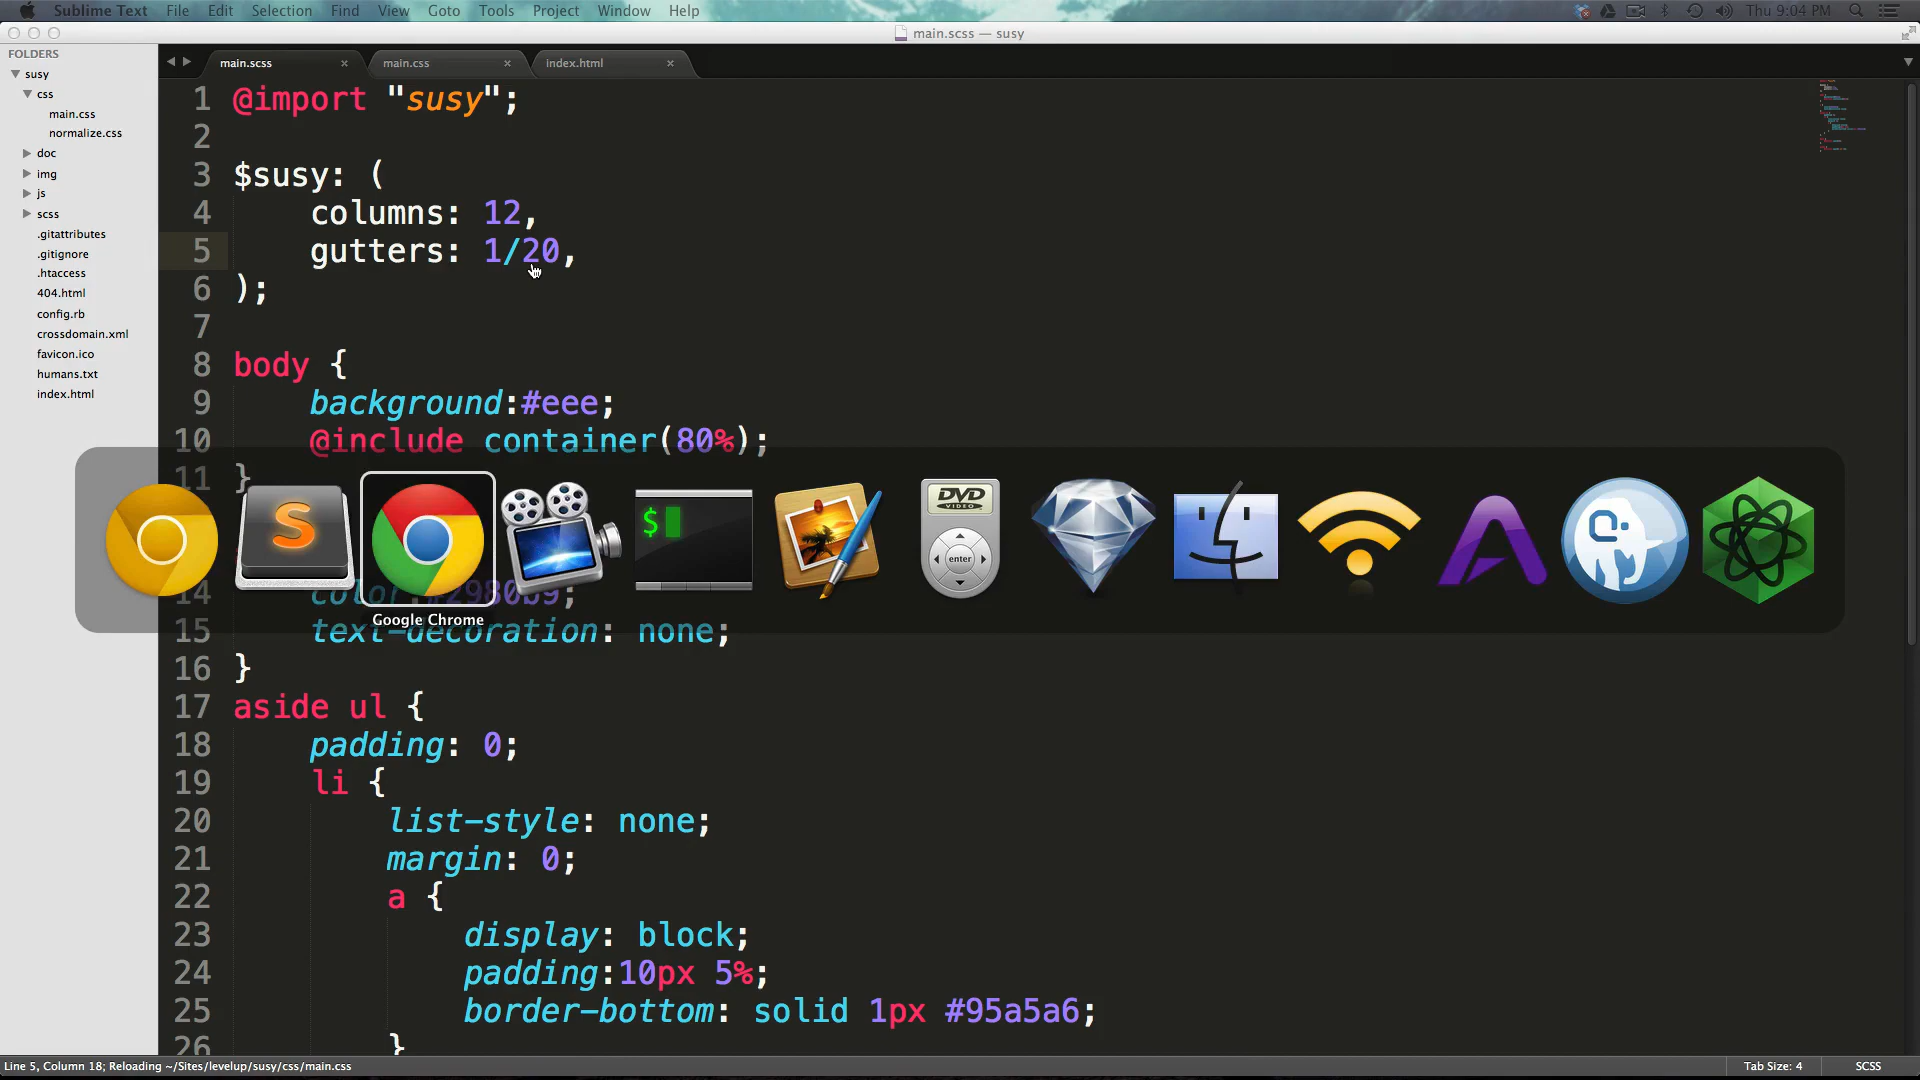 Sublime Text File Edit Selection Find View Goto Tools Project Window Help Thu 9:04 PM
main.scss — susy
FOLDERS
susy
css
main.css
normalize.css
doc
img
js
scss
.gitattributes
.gitignore
.htaccess
404.html
config.rb
crossdomain.xml
favicon.ico
humans.txt
index.html
main.scss main.css index.html
1 @import "susy";
2
3 $susy: (
4 columns: 12,
5 gutters: 1/20,
6 );
7
8 body {
9 background:#eee;
10 @include container(80%);
11 }
S $ DVD VIDEO enter
14 color:#2980b9;
Google Chrome
15 text-decoration: none;
16 }
17 aside ul {
18 padding: 0;
19 li {
20 list-style: none;
21 margin: 0;
22 a {
23 display: block;
24 padding:10px 5%;
25 border-bottom: solid 1px #95a5a6;
26 }
Line 5, Column 18; Reloading ~/Sites/levelup/susy/css/main.css Tab Size: 4 SCSS